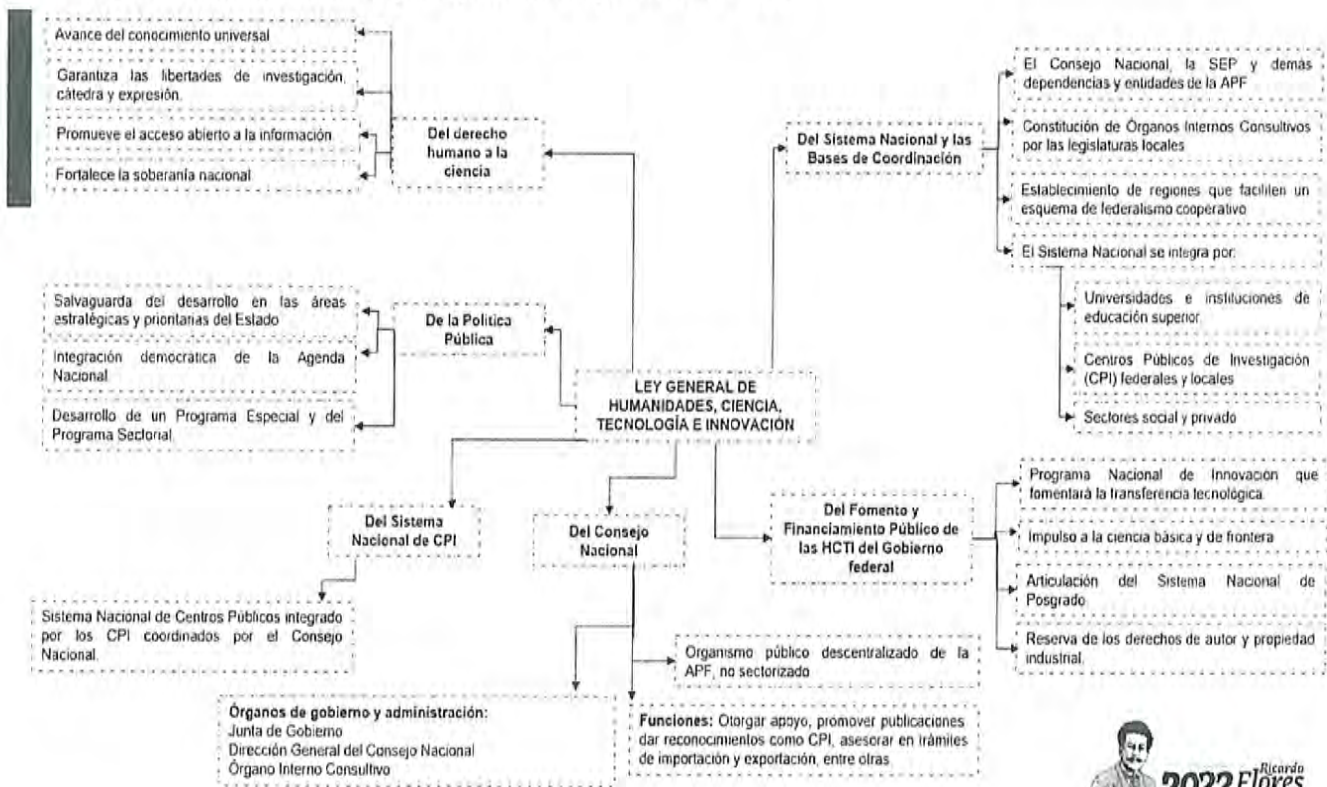 Avance del conocimiento universal
Garantiza las libertades de investigación,
cátedra y expresión.
Promueve el acceso abierto a la información
Fortalece la soberanía nacional
Del derecho
humano a la
ciencia
Salvaguarda del desarrollo en las áreas
estratégicas y prioritarias del Estado
Integración democrática de la Agenda
Nacional
Desarrollo de un Programa Especial y del
Programa Sectorial
De la Política
Pública
LEY GENERAL DE
HUMANIDADES, CIENCIA,
TECNOLOGÍA E INNOVACIÓN
Del Sistema Nacional y las
Bases de Coordinación
El Consejo Nacional, la SEP y demás
dependencias y entidades de la APF
Constitución de Órganos Internos Consultivos
por las legislaturas locales
Establecimiento de regiones que faciliten un
esquema de federalismo cooperativo
El Sistema Nacional se integra por:
Universidades e instituciones de
educación superior
Centros Públicos de Investigación
(CPI) federales y locales
Sectores social y privado
Del Sistema
Nacional de CPI
Sistema Nacional de Centros Públicos integrado
por los CPI coordinados por el Consejo
Nacional.
Del Consejo
Nacional
Organismo público descentralizado de la
APF, no sectorizado
Órganos de gobierno y administración:
Junta de Gobierno
Dirección General del Consejo Nacional
Órgano Interno Consultivo
Funciones: Otorgar apoyo, promover publicaciones
dar reconocimientos como CPI, asesorar en trámites
de importación y exportación, entre otras
Del Fomento y
Financiamiento Público de
las HCTI del Gobierno
federal
Programa Nacional de Innovación que
fomentará la transferencia tecnológica
Impulso a la ciencia básica y de frontera
Articulación del Sistema Nacional de
Posgrado
Reserva de los derechos de autor y propiedad
industrial.
2022 Ricardo
Flores